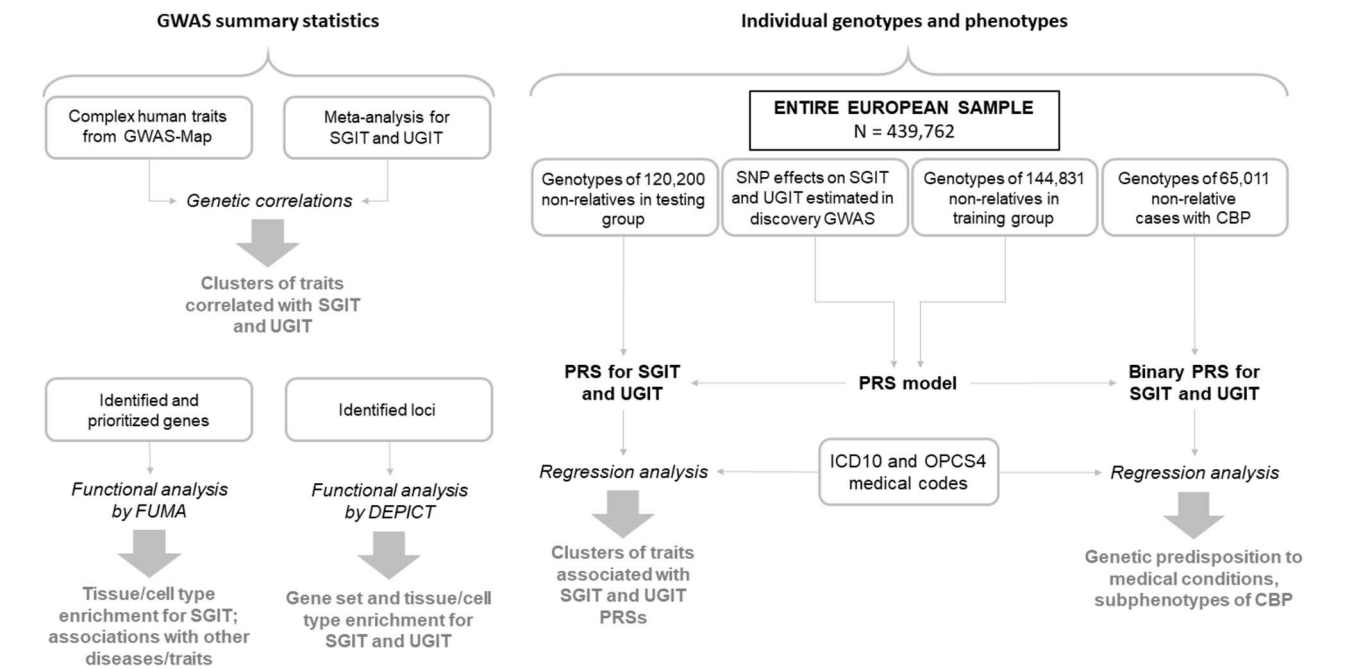 GWAS summary statistics
Complex human traits
from GWAS-Map
Meta-analysis for
SGIT and UGIT
Genetic correlations
Clusters of traits
correlated with SGIT
and UGIT
Identified and
prioritized genes
Identified loci
Functional analysis
by FUMA
Functional analysis
by DEPICT
Tissue/cell type
enrichment for SGIT;
associations with other
diseases/traits
Gene set and tissue/cell
type enrichment for
SGIT and UGIT
Individual genotypes and phenotypes
ENTIRE EUROPEAN SAMPLE
N = 439,762
Genotypes of 120,200
non-relatives in testing
group
SNP effects on SGIT
and UGIT estimated in
discovery GWAS
Genotypes of 144,831
non-relatives in
training group
Genotypes of 65,011
non-relative
cases with CBP
PRS for SGIT
and UGIT
PRS model
Binary PRS for
SGIT and UGIT
Regression analysis
ICD10 and OPCS4
medical codes
Regression analysis
Clusters of traits
associated with
SGIT and UGIT
PRSs
Genetic predisposition to
medical conditions,
subphenotypes of CBP